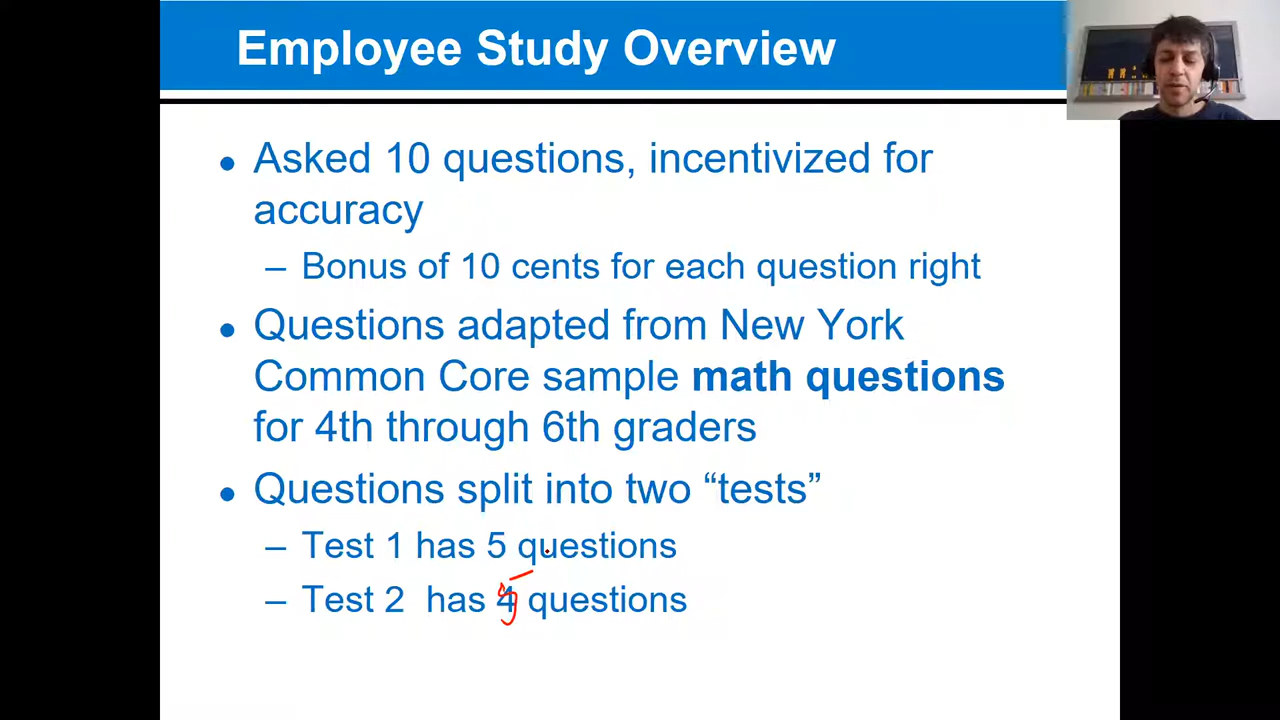 Employee Study Overview
• Asked 10 questions, incentivized for
accuracy
– Bonus of 10 cents for each question right
• Questions adapted from New York
Common Core sample math questions
for 4th through 6th graders
• Questions split into two “tests”
– Test 1 has 5 questions
– Test 2 has 4 questions
5